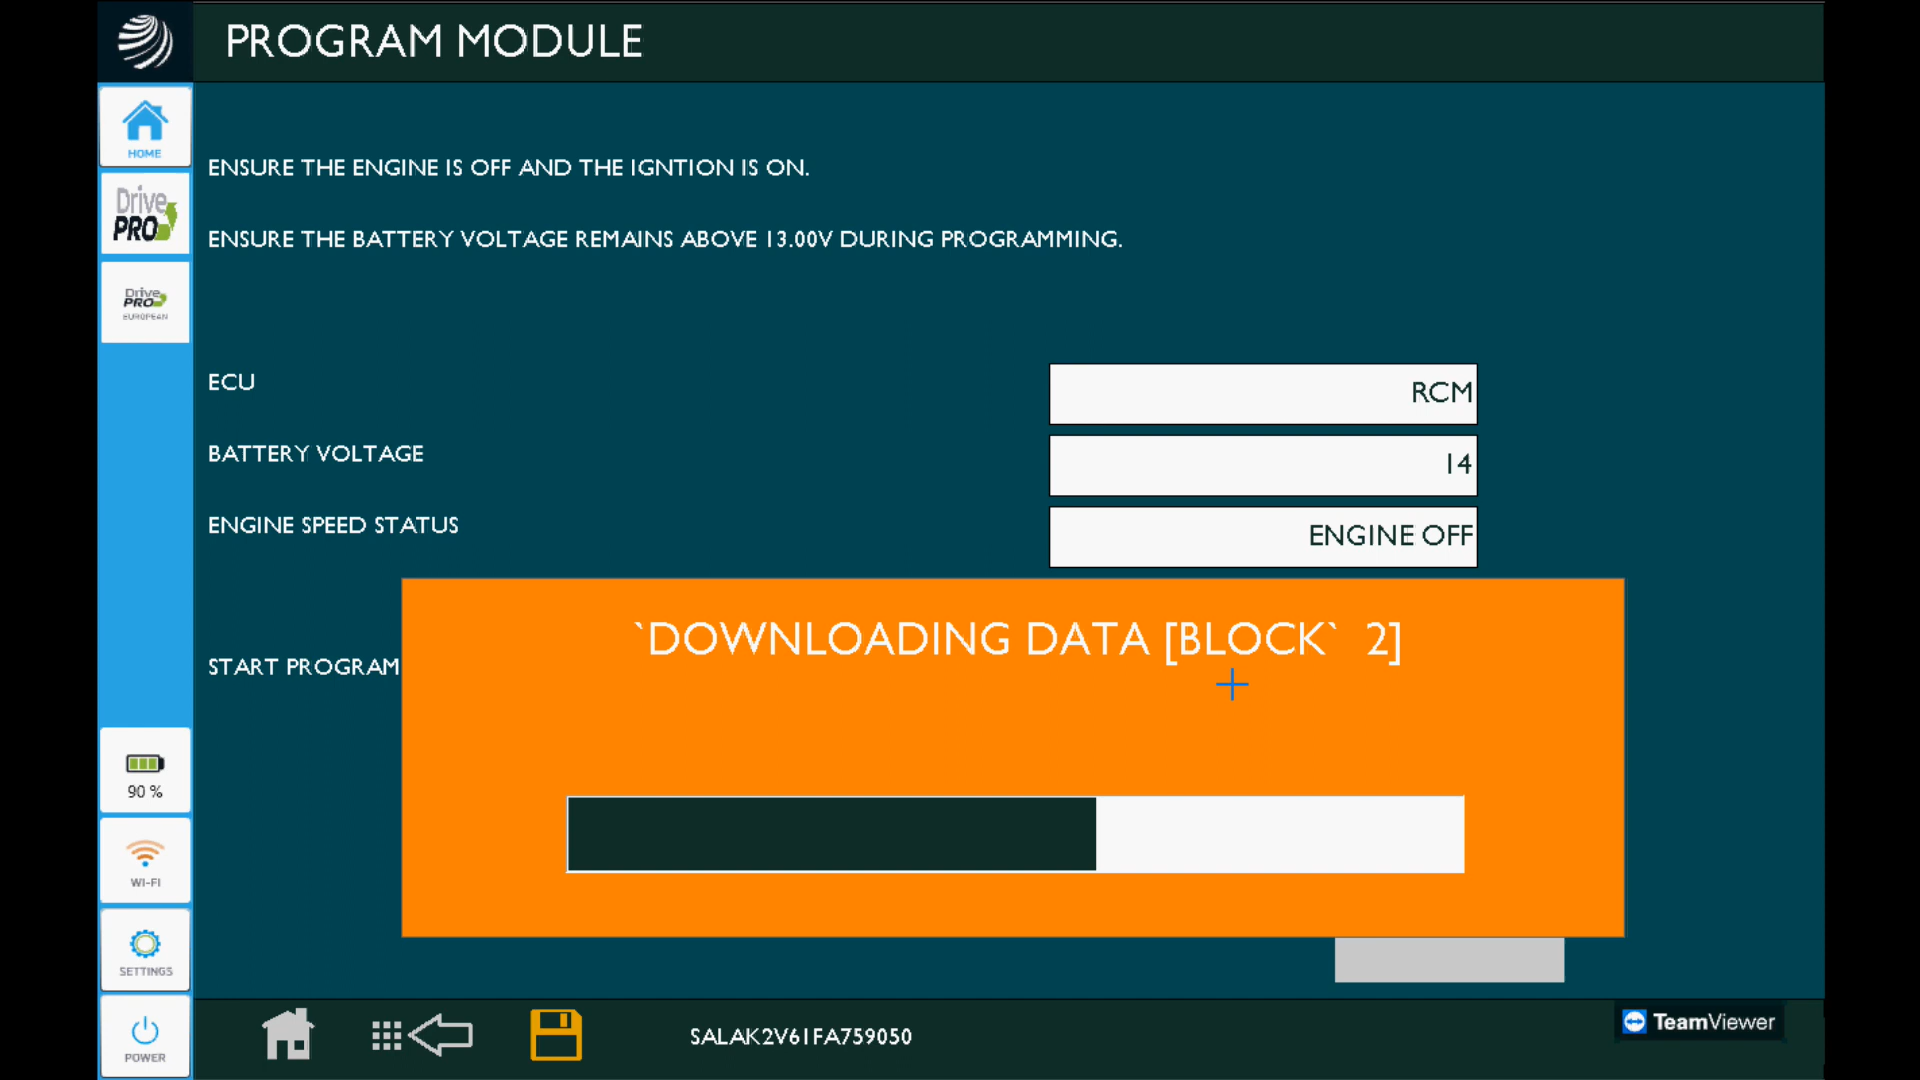 PROGRAM MODULE
HOME
Drive
PRO
Drive
PRO
EUROPEAN
ENSURE THE ENGINE IS OFF AND THE IGNTION IS ON.
ENSURE THE BATTERY VOLTAGE REMAINS ABOVE 13.00V DURING PROGRAMMING.
ECU
RCM
BATTERY VOLTAGE
14
ENGINE SPEED STATUS
ENGINE OFF
START PROGRAM
`DOWNLOADING DATA [BLOCK` 2]
90 %
WI-FI
SETTINGS
POWER
SALAK2V61FA759050
TeamViewer